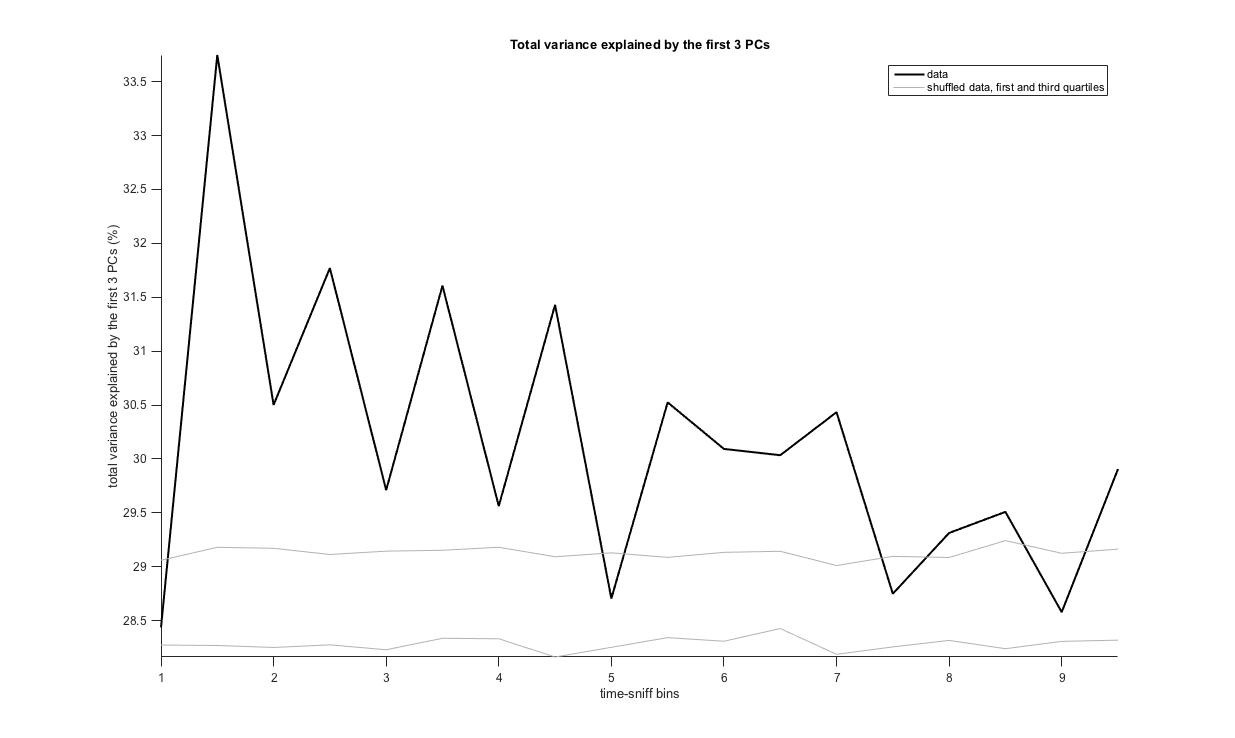 Total variance explained by the first 3 PCs
data
shuffled data, first and third quartiles
total variance explained by the first 3 PCs (%)
33.5
33
32.5
32
31.5
31
30.5
30
29.5
29
28.5
1 2 3 4 5 6 7 8 9
time-sniff bins